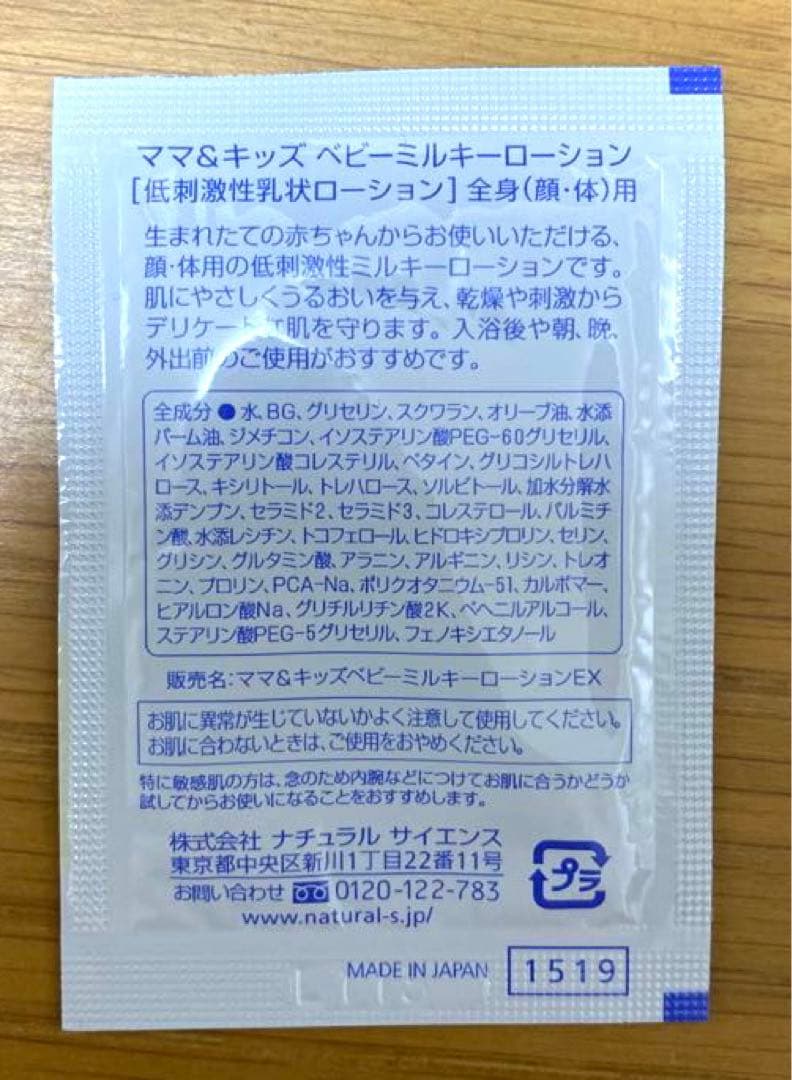 ママ&キッズ ベビーミルキーローション
[低刺激性乳状ローション] 全身(顔・体)用
生まれたての赤ちゃんからお使いいただける、
顔・体用の低刺激性ミルキーローションです。
肌にやさしくうるおいを与え、乾燥や刺激から
デリケートな肌を守ります。入浴後や朝、晩、
外出前のご使用がおすすめです。
全成分●水、BG、グリセリン、スクワラン、オリーブ油、水添
パーム油、ジメチコン、イソステアリン酸PEG-60グリセリル、
イソステアリン酸コレステリル、ベタイン、グリコシルトレハ
ロース、キシリトール、トレハロース、ソルビトール、加水分解水
添デンプン、セラミド2、セラミド3、コレステロール、パルミチ
ン酸、水添レシチン、トコフェロール、ヒドロキシプロリン、セリン、
グリシン、グルタミン酸、アラニン、アルギニン、リシン、トレオ
ニン、プロリン、PCA-Na、ポリクオタニウム-51、カルボマー、
ヒアルロン酸Na、グリチルリチン酸2K、ベヘニルアルコール、
ステアリン酸PEG-5グリセリル、フェノキシエタノール
販売名:ママ&キッズベビーミルキーローションEX
お肌に異常が生じていないかよく注意して使用してください。
お肌に合わないときは、ご使用をおやめください。
特に敏感肌の方は、念のため内腕などにつけてお肌に合うかどうか
試してからお使いになることをおすすめします。
株式会社 ナチュラル サイエンス
東京都中央区新川1丁目22番11号
お問い合わせ 0120-122-783
www.natural-s.jp/
プラ
MADE IN JAPAN 1519